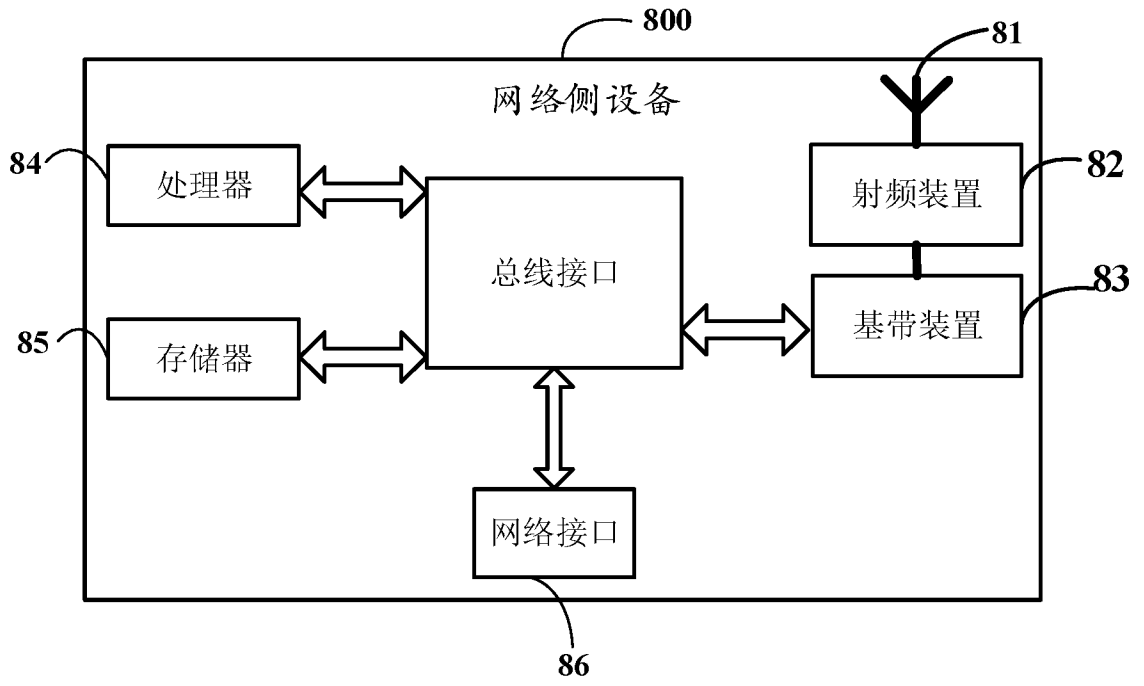 800
81
网络侧设备
84
处理器
射频装置
82
总线接口
83
基带装置
85
存储器
网络接口
86